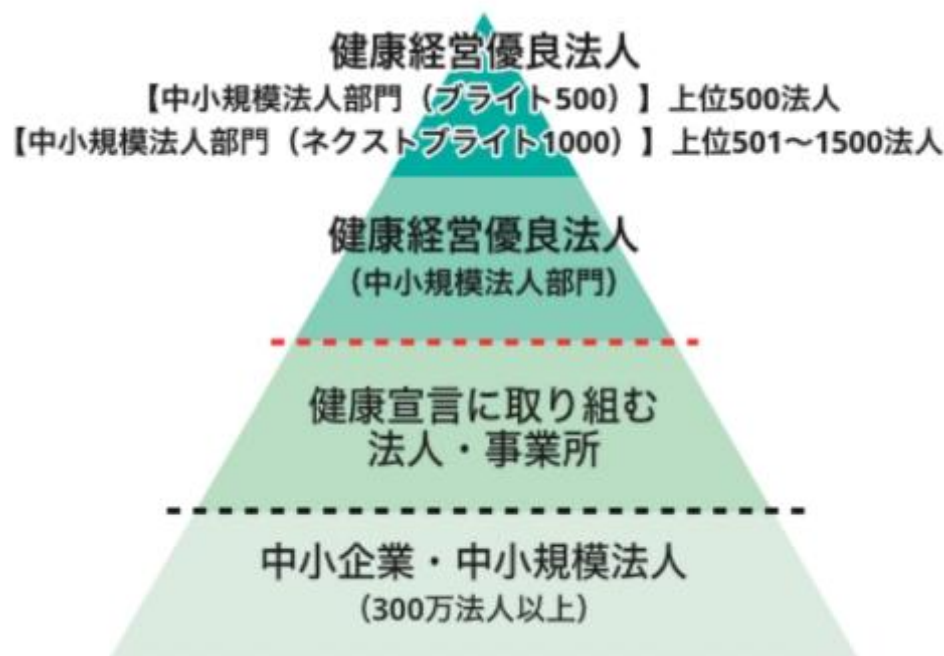 健康経営優良法人
【中小規模法人部門（ブライト500）】上位500法人
【中小規模法人部門（ネクストブライト1000）】上位501～1500法人
健康経営優良法人
（中小規模法人部門）
健康宣言に取り組む
法人・事業所
中小企業・中小規模法人
（300万法人以上）